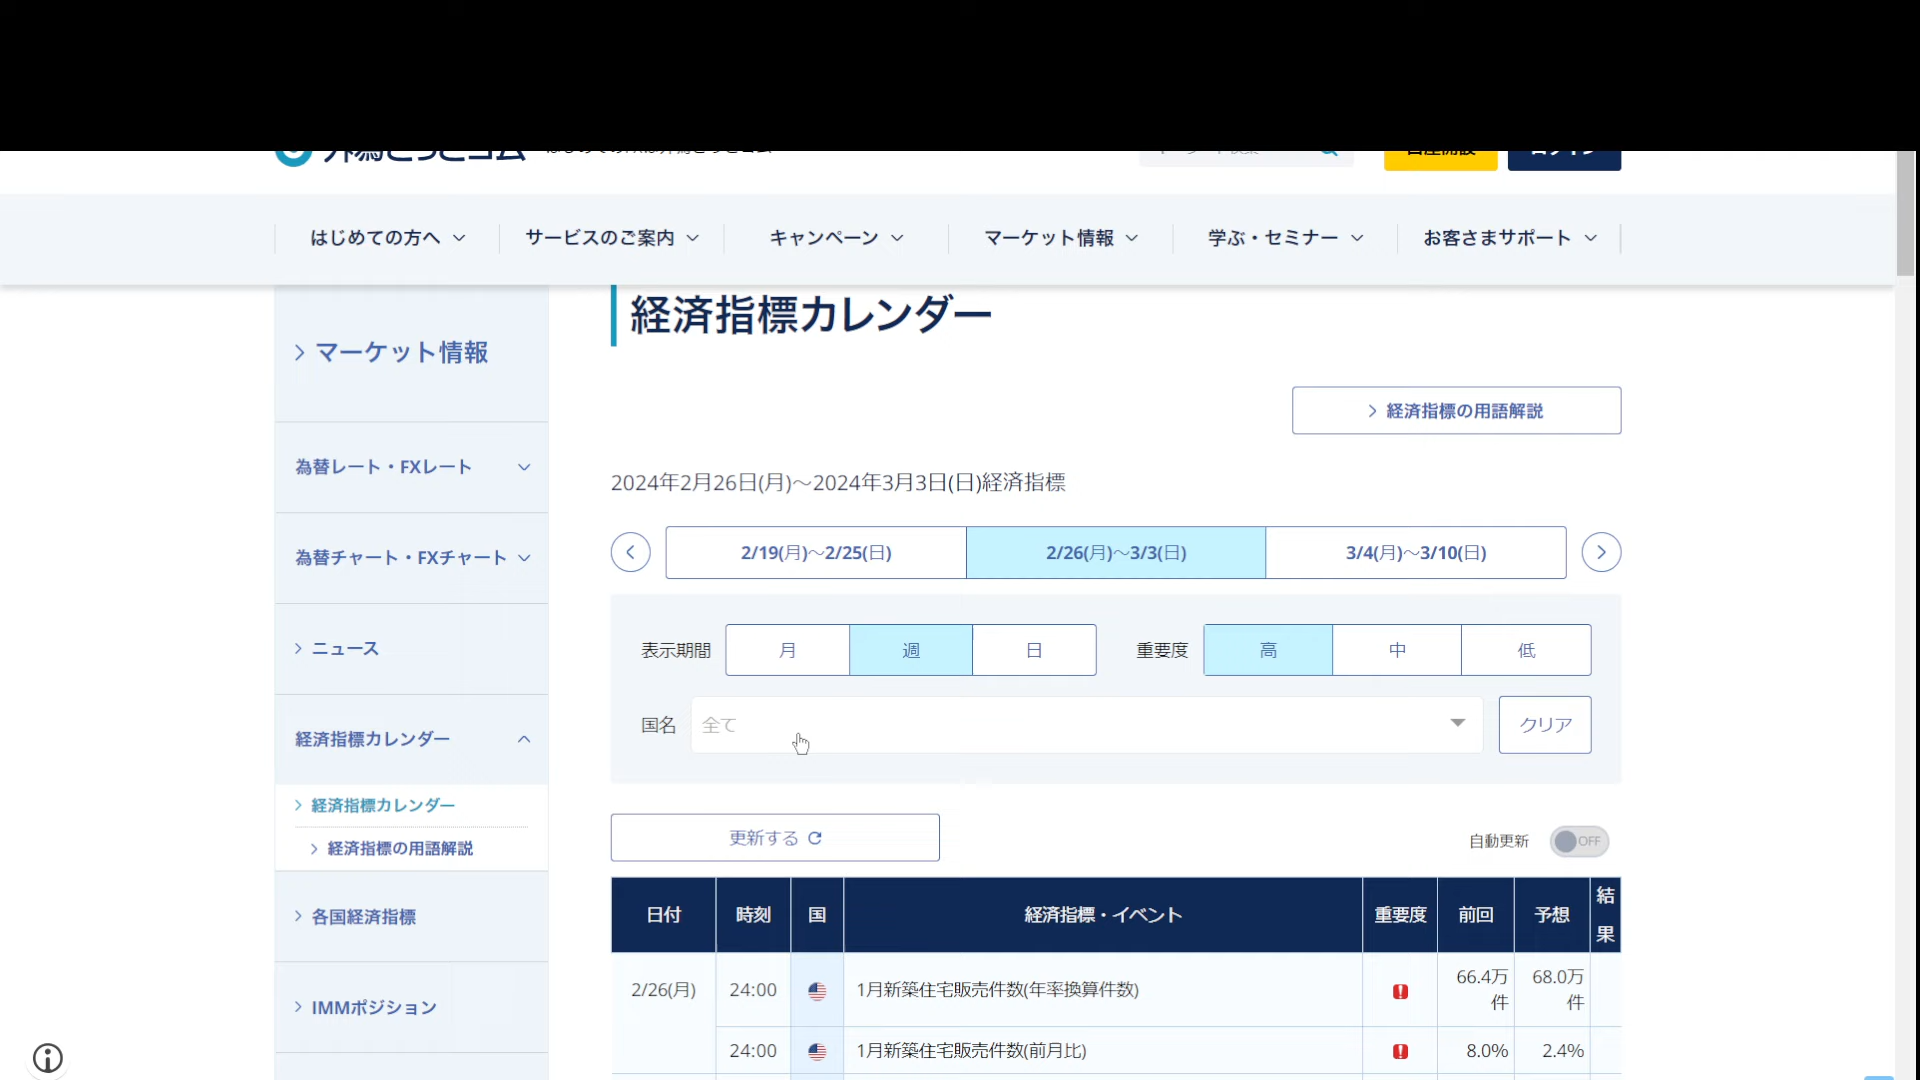 はじめての方へ
サービスのご案内
キャンペーン
マーケット情報
学ぶ・セミナー
お客さまサポート
マーケット情報
為替レート・FXレート
為替チャート・FXチャート
ニュース
経済指標カレンダー
経済指標カレンダー
経済指標の用語解説
各国経済指標
IMMポジション
経済指標カレンダー
経済指標の用語解説
2024年2月26日(月)～2024年3月3日(日)経済指標
2/19(月)～2/25(日)
2/26(月)～3/3(日)
3/4(月)～3/10(日)
表示期間 月 週 日
重要度 高 中 低
国名 全て クリア
更新する
自動更新 OFF
日付 時刻 国 経済指標・イベント 重要度 前回 予想 結果
2/26(月) 24:00 1月新築住宅販売件数(年率換算件数) 66.4万件 68.0万件
24:00 1月新築住宅販売件数(前月比) 8.0% 2.4%